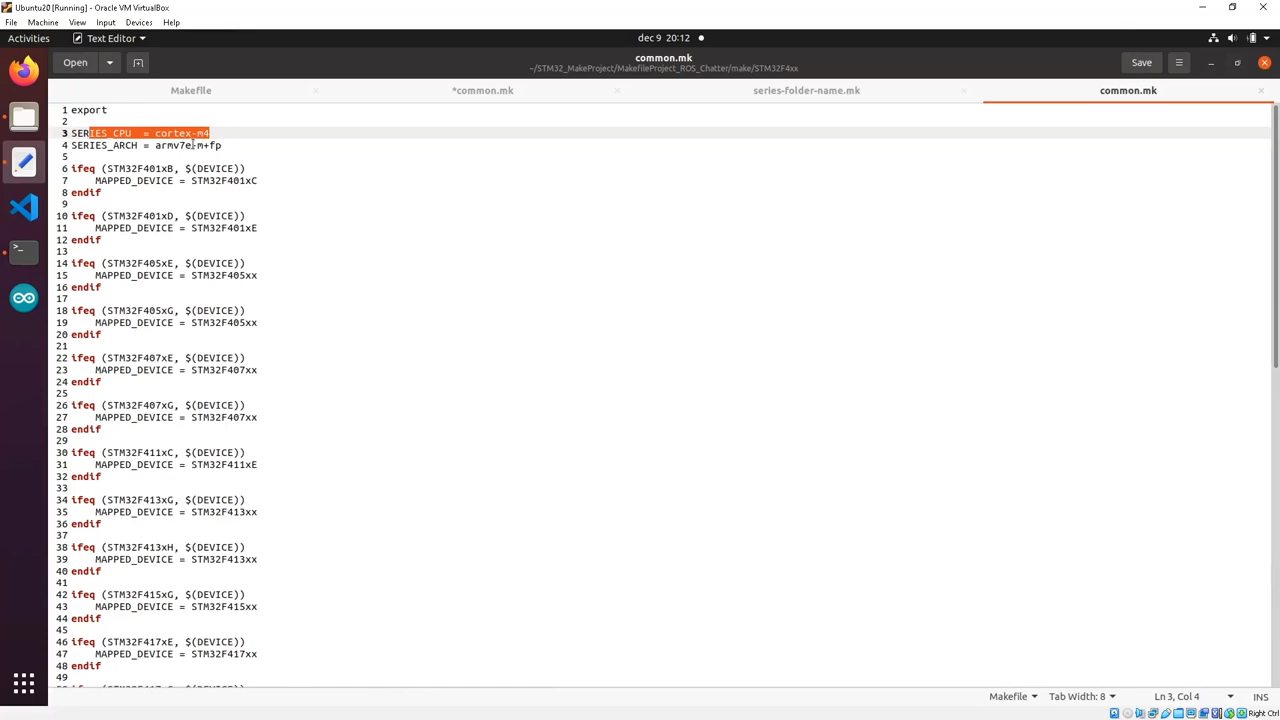 Ubuntu20 [Running] - Oracle VM VirtualBox
File Machine View Input Devices Help
Activities Text Editor dec 9 20:12
Open common.mk Save
~/STM32_MakeProject/MakefileProject_ROS_Chatter/make/STM32F4xx
Makefile *common.mk series-folder-name.mk common.mk
1 export
2
3 SERIES_CPU = cortex-m4
4 SERIES_ARCH = armv7e-m+fp
5
6 ifeq (STM32F401xB, $(DEVICE))
7 MAPPED_DEVICE = STM32F401xC
8 endif
9
10 ifeq (STM32F401xD, $(DEVICE))
11 MAPPED_DEVICE = STM32F401xE
12 endif
13
14 ifeq (STM32F405xE, $(DEVICE))
15 MAPPED_DEVICE = STM32F405xx
16 endif
17
18 ifeq (STM32F405xG, $(DEVICE))
19 MAPPED_DEVICE = STM32F405xx
20 endif
21
22 ifeq (STM32F407xE, $(DEVICE))
23 MAPPED_DEVICE = STM32F407xx
24 endif
25
26 ifeq (STM32F407xG, $(DEVICE))
27 MAPPED_DEVICE = STM32F407xx
28 endif
29
30 ifeq (STM32F411xC, $(DEVICE))
31 MAPPED_DEVICE = STM32F411xE
32 endif
33
34 ifeq (STM32F413xG, $(DEVICE))
35 MAPPED_DEVICE = STM32F413xx
36 endif
37
38 ifeq (STM32F413xH, $(DEVICE))
39 MAPPED_DEVICE = STM32F413xx
40 endif
41
42 ifeq (STM32F415xG, $(DEVICE))
43 MAPPED_DEVICE = STM32F415xx
44 endif
45
46 ifeq (STM32F417xE, $(DEVICE))
47 MAPPED_DEVICE = STM32F417xx
48 endif
49
Makefile Tab Width: 8 Ln 3, Col 4 INS
Right Ctrl